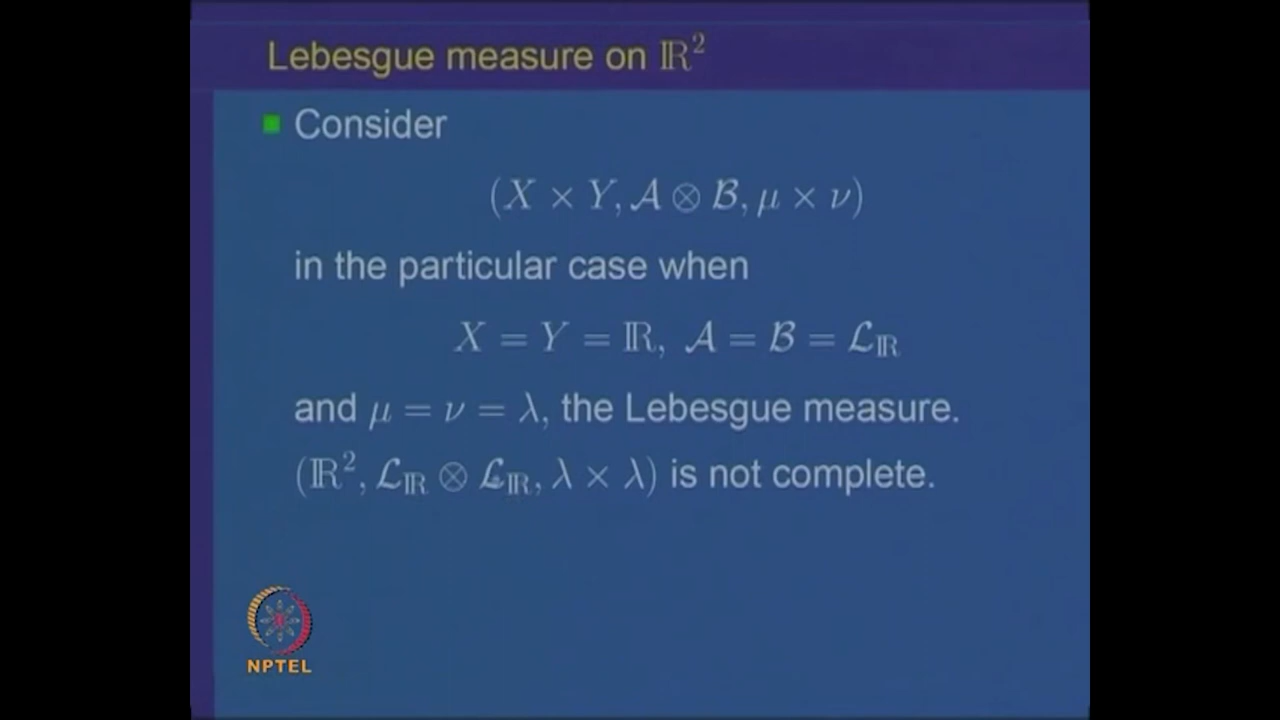 Lebesgue measure on ℝ²
Consider
(X × Y, 𝒜 ⊗ ℬ, μ × ν)
in the particular case when
X = Y = ℝ, 𝒜 = ℬ = ℒ_ℝ
and μ = ν = λ, the Lebesgue measure.
(ℝ², ℒ_ℝ ⊗ ℒ_ℝ, λ × λ) is not complete.
NPTEL